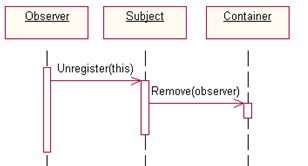 Observer
Subject
Container
Unregister(this)
Remove(observer)